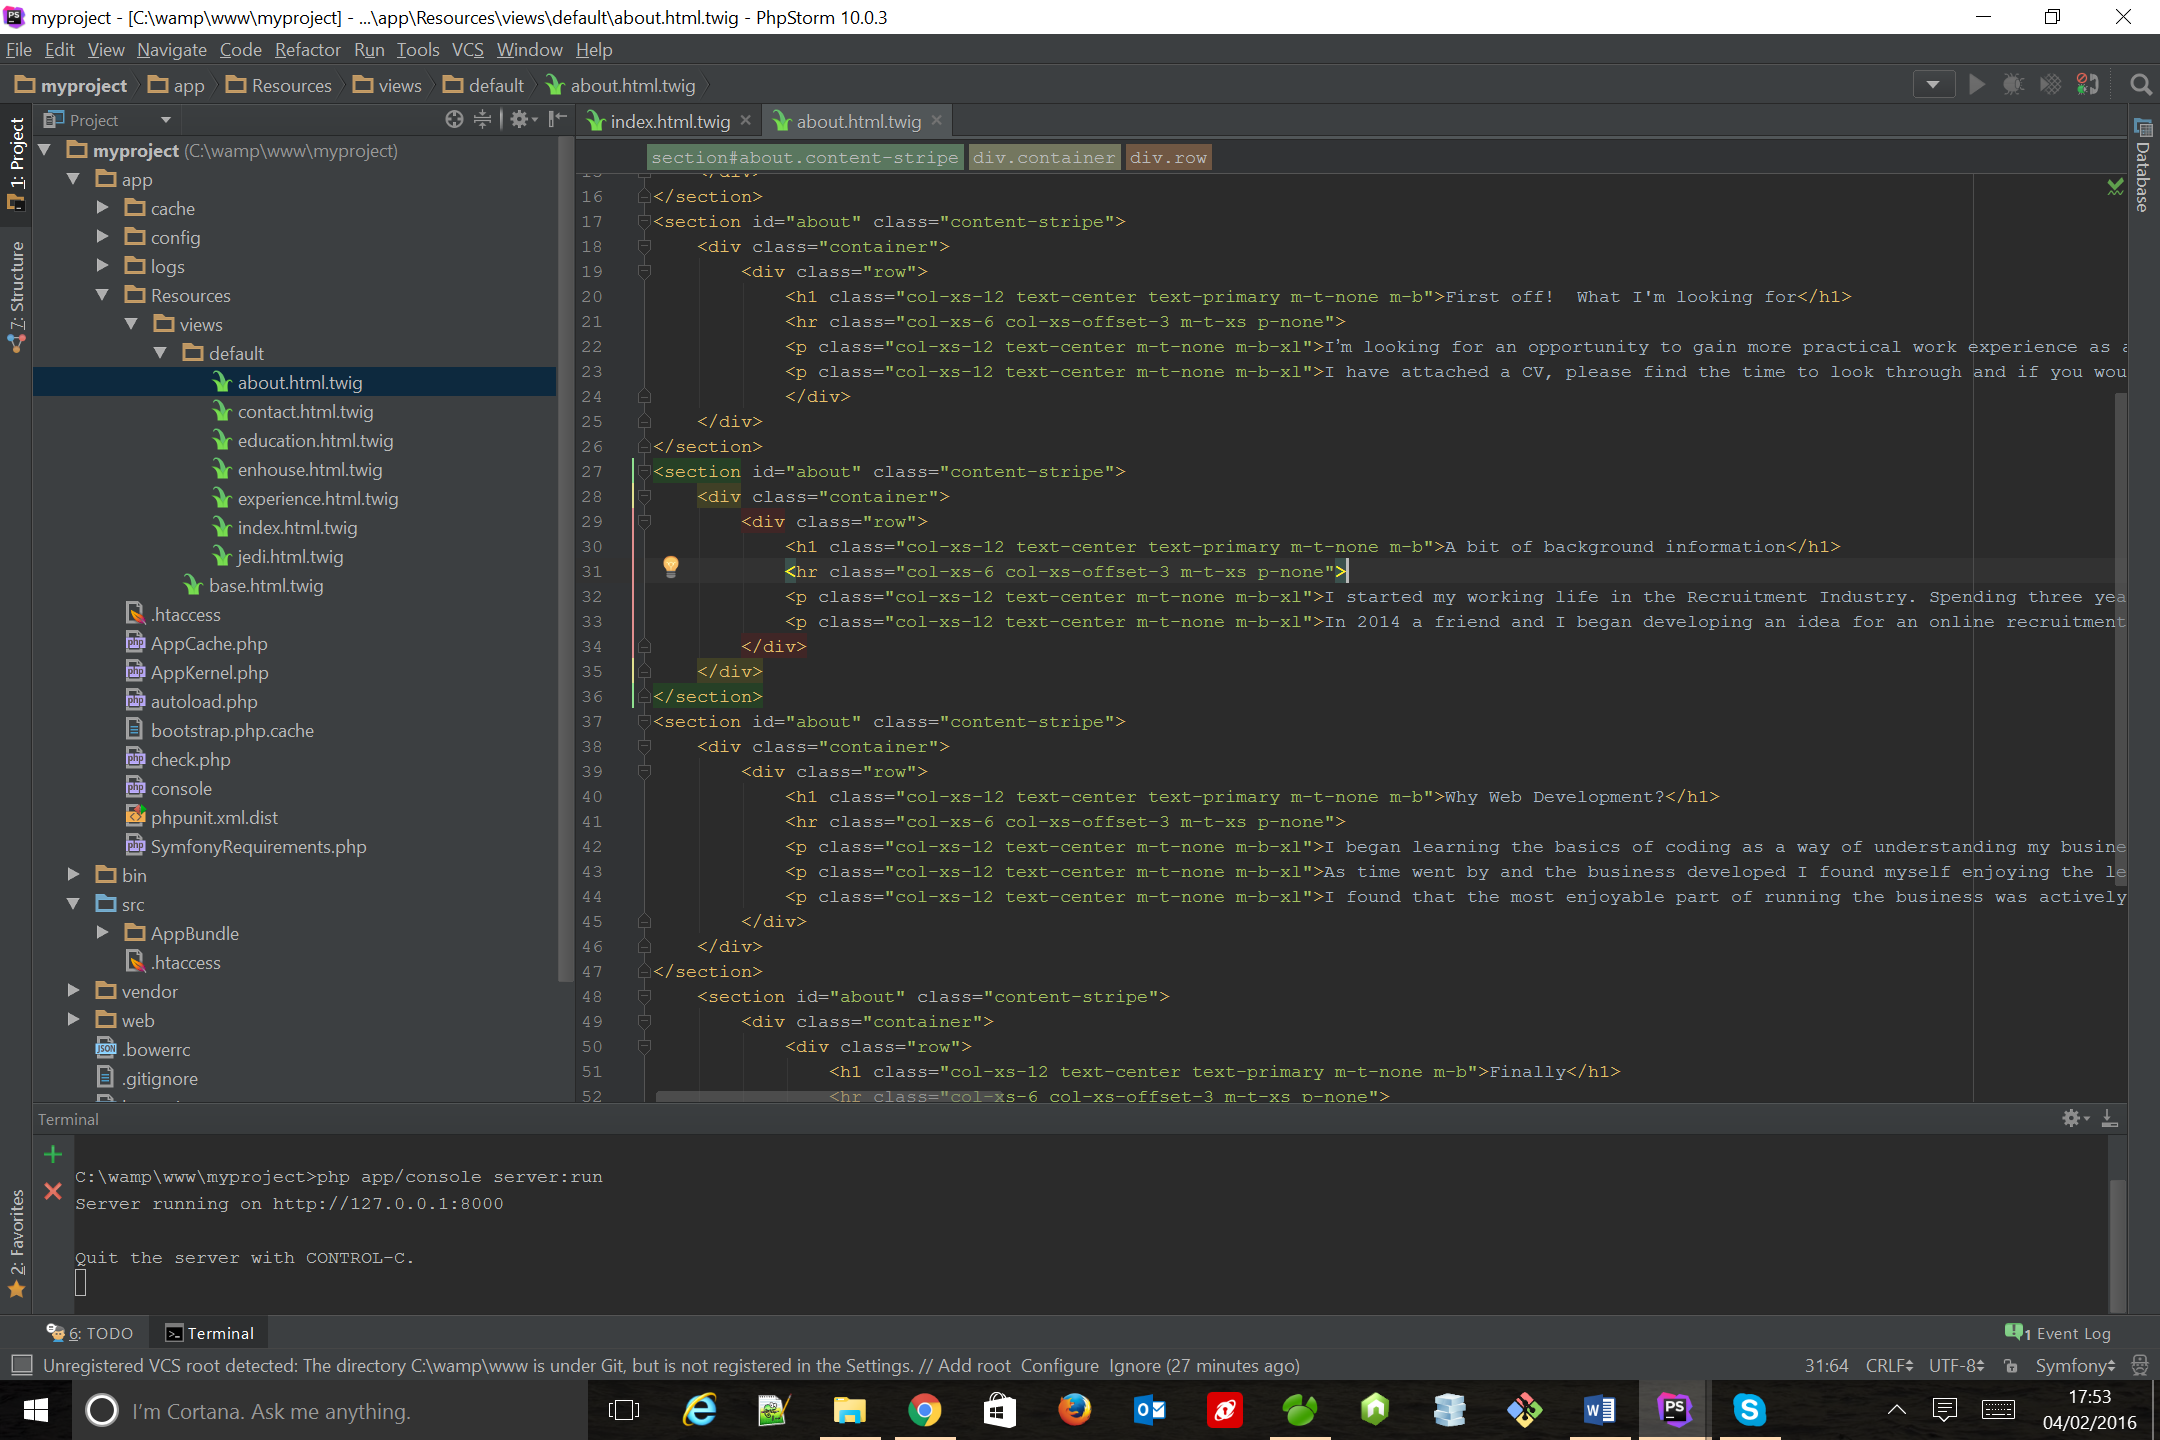 myproject - [C:\wamp\www\myproject] - ...\app\Resources\views\default\about.html.twig - PhpStorm 10.0.3
File Edit View Navigate Code Refactor Run Tools VCS Window Help
myproject app Resources views default about.html.twig
1: Project
7: Structure
2: Favorites
Project
myproject (C:\wamp\www\myproject)
app
cache
config
logs
Resources
views
default
about.html.twig
contact.html.twig
education.html.twig
enhouse.html.twig
experience.html.twig
index.html.twig
jedi.html.twig
base.html.twig
.htaccess
AppCache.php
AppKernel.php
autoload.php
bootstrap.php.cache
check.php
console
phpunit.xml.dist
SymfonyRequirements.php
bin
src
AppBundle
.htaccess
vendor
web
.bowerrc
.gitignore
index.html.twig about.html.twig
Database
section#about.content-stripe div.container div.row
15 </div>
16 </section>
17 <section id="about" class="content-stripe">
18 <div class="container">
19 <div class="row">
20 <h1 class="col-xs-12 text-center text-primary m-t-none m-b">First off!  What I'm looking for</h1>
21 <hr class="col-xs-6 col-xs-offset-3 m-t-xs p-none">
22 <p class="col-xs-12 text-center m-t-none m-b-xl">I’m looking for an opportunity to gain more practical work experience as a
23 <p class="col-xs-12 text-center m-t-none m-b-xl">I have attached a CV, please find the time to look through and if you wou
24 </div>
25 </div>
26 </section>
27 <section id="about" class="content-stripe">
28 <div class="container">
29 <div class="row">
30 <h1 class="col-xs-12 text-center text-primary m-t-none m-b">A bit of background information</h1>
31 <hr class="col-xs-6 col-xs-offset-3 m-t-xs p-none">
32 <p class="col-xs-12 text-center m-t-none m-b-xl">I started my working life in the Recruitment Industry. Spending three yea
33 <p class="col-xs-12 text-center m-t-none m-b-xl">In 2014 a friend and I began developing an idea for an online recruitment
34 </div>
35 </div>
36 </section>
37 <section id="about" class="content-stripe">
38 <div class="container">
39 <div class="row">
40 <h1 class="col-xs-12 text-center text-primary m-t-none m-b">Why Web Development?</h1>
41 <hr class="col-xs-6 col-xs-offset-3 m-t-xs p-none">
42 <p class="col-xs-12 text-center m-t-none m-b-xl">I began learning the basics of coding as a way of understanding my busine
43 <p class="col-xs-12 text-center m-t-none m-b-xl">As time went by and the business developed I found myself enjoying the le
44 <p class="col-xs-12 text-center m-t-none m-b-xl">I found that the most enjoyable part of running the business was actively
45 </div>
46 </div>
47 </section>
48 <section id="about" class="content-stripe">
49 <div class="container">
50 <div class="row">
51 <h1 class="col-xs-12 text-center text-primary m-t-none m-b">Finally</h1>
52 <hr class="col-xs-6 col-xs-offset-3 m-t-xs p-none">
Terminal
C:\wamp\www\myproject>php app/console server:run
Server running on http://127.0.0.1:8000
Quit the server with CONTROL-C.
6: TODO Terminal
1 Event Log
Unregistered VCS root detected: The directory C:\wamp\www is under Git, but is not registered in the Settings. // Add root Configure Ignore (27 minutes ago)
31:64 CRLF UTF-8 Symfony
I'm Cortana. Ask me anything.
17:53
04/02/2016